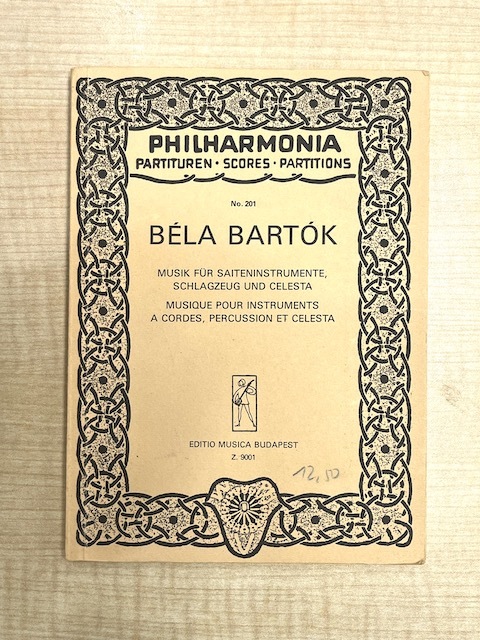 PHILHARMONIA
PARTITUREN · SCORES · PARTITIONS
No. 201
BÉLA BARTÓK
MUSIK FÜR SAITENINSTRUMENTE,
SCHLAGZEUG UND CELESTA
MUSIQUE POUR INSTRUMENTS
A CORDES, PERCUSSION ET CELESTA
EDITIO MUSICA BUDAPEST
Z. 9001
12,50